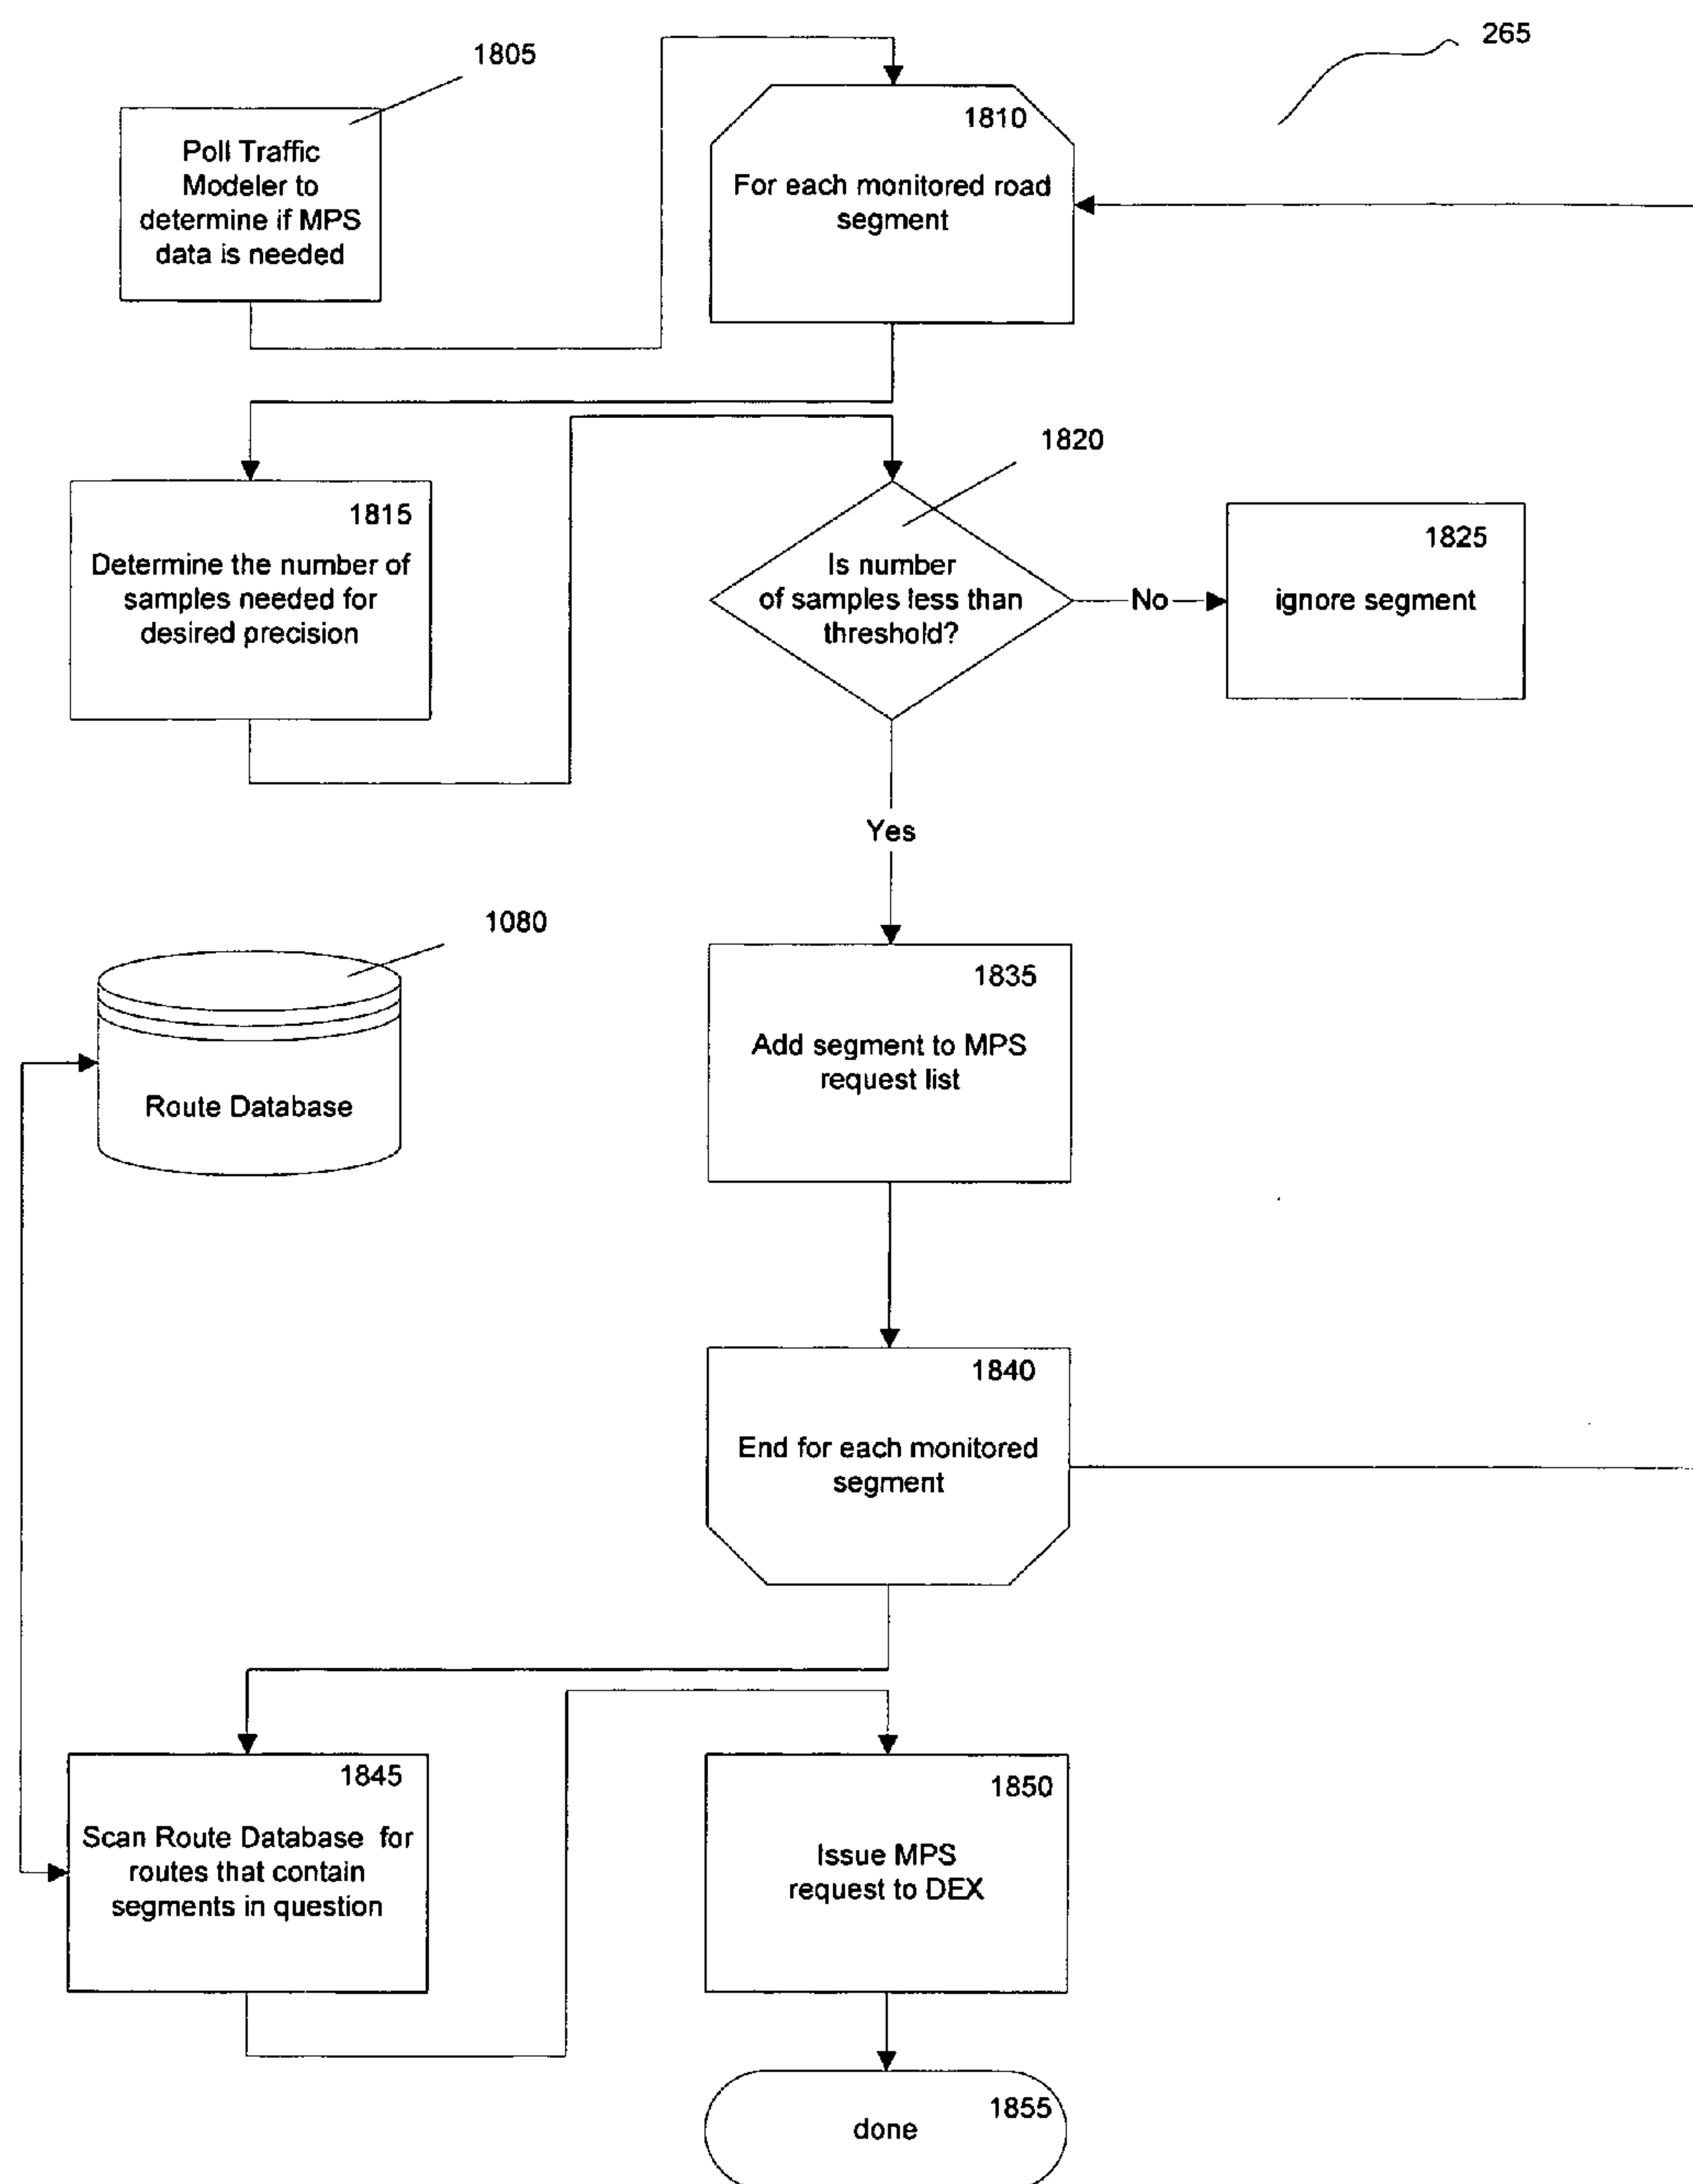 265
1805
Poll Traffic
Modeler to
determine if MPS
data is needed
1810
For each monitored road
segment
1815
Determine the number of
samples needed for
desired precision
1820
Is number
of samples less than
threshold?
No
1825
ignore segment
Yes
1080
Route Database
1835
Add segment to MPS
request list
1840
End for each monitored
segment
1845
Scan Route Database for
routes that contain
segments in question
1850
Issue MPS
request to DEX
1855
done